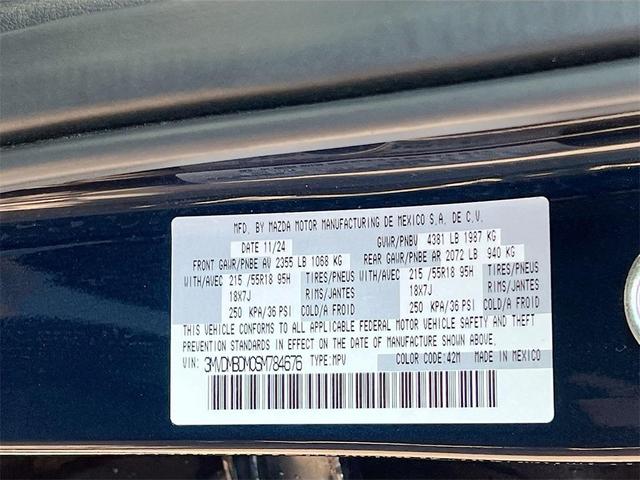 MFD. BY MAZDA MOTOR MANUFACTURING DE MEXICO S.A. DE C.V.
DATE 11/24 GVWR/PNBV 4381 LB 1987 KG
FRONT GAWR/PNBE AV 2355 LB 1068 KG REAR GAWR/PNBE AR 2072 LB 940 KG
WITH/AVEC 215 /55R18 95H TIRES/PNEUS WITH/AVEC 215 /55R18 95H TIRES/PNEUS
18X7J RIMS/JANTES 18X7J RIMS/JANTES
250 KPA/36 PSI COLD/A FROID 250 KPA/36 PSI COLD/A FROID
THIS VEHICLE CONFORMS TO ALL APPLICABLE FEDERAL MOTOR VEHICLE SAFETY AND THEFT
PREVENTION STANDARDS IN EFFECT ON THE DATE OF MANUFACTURE SHOWN ABOVE.
VIN: 3MVDMBDM0SM784676 TYPE:MPV COLOR CODE:42M MADE IN MEXICO